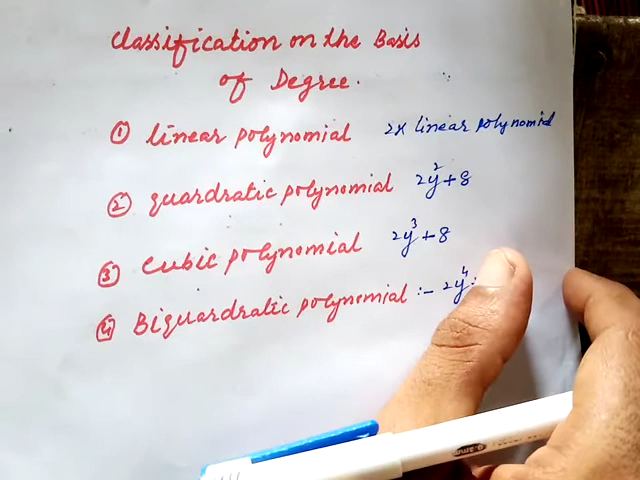 Classification on the Basis
of Degree.
① linear polynomial 2x linear polynomial
② quardratic polynomial 2y²+8
③ Cubic polynomial 2y³+8
④ Biquardratic polynomial :- 2y⁴